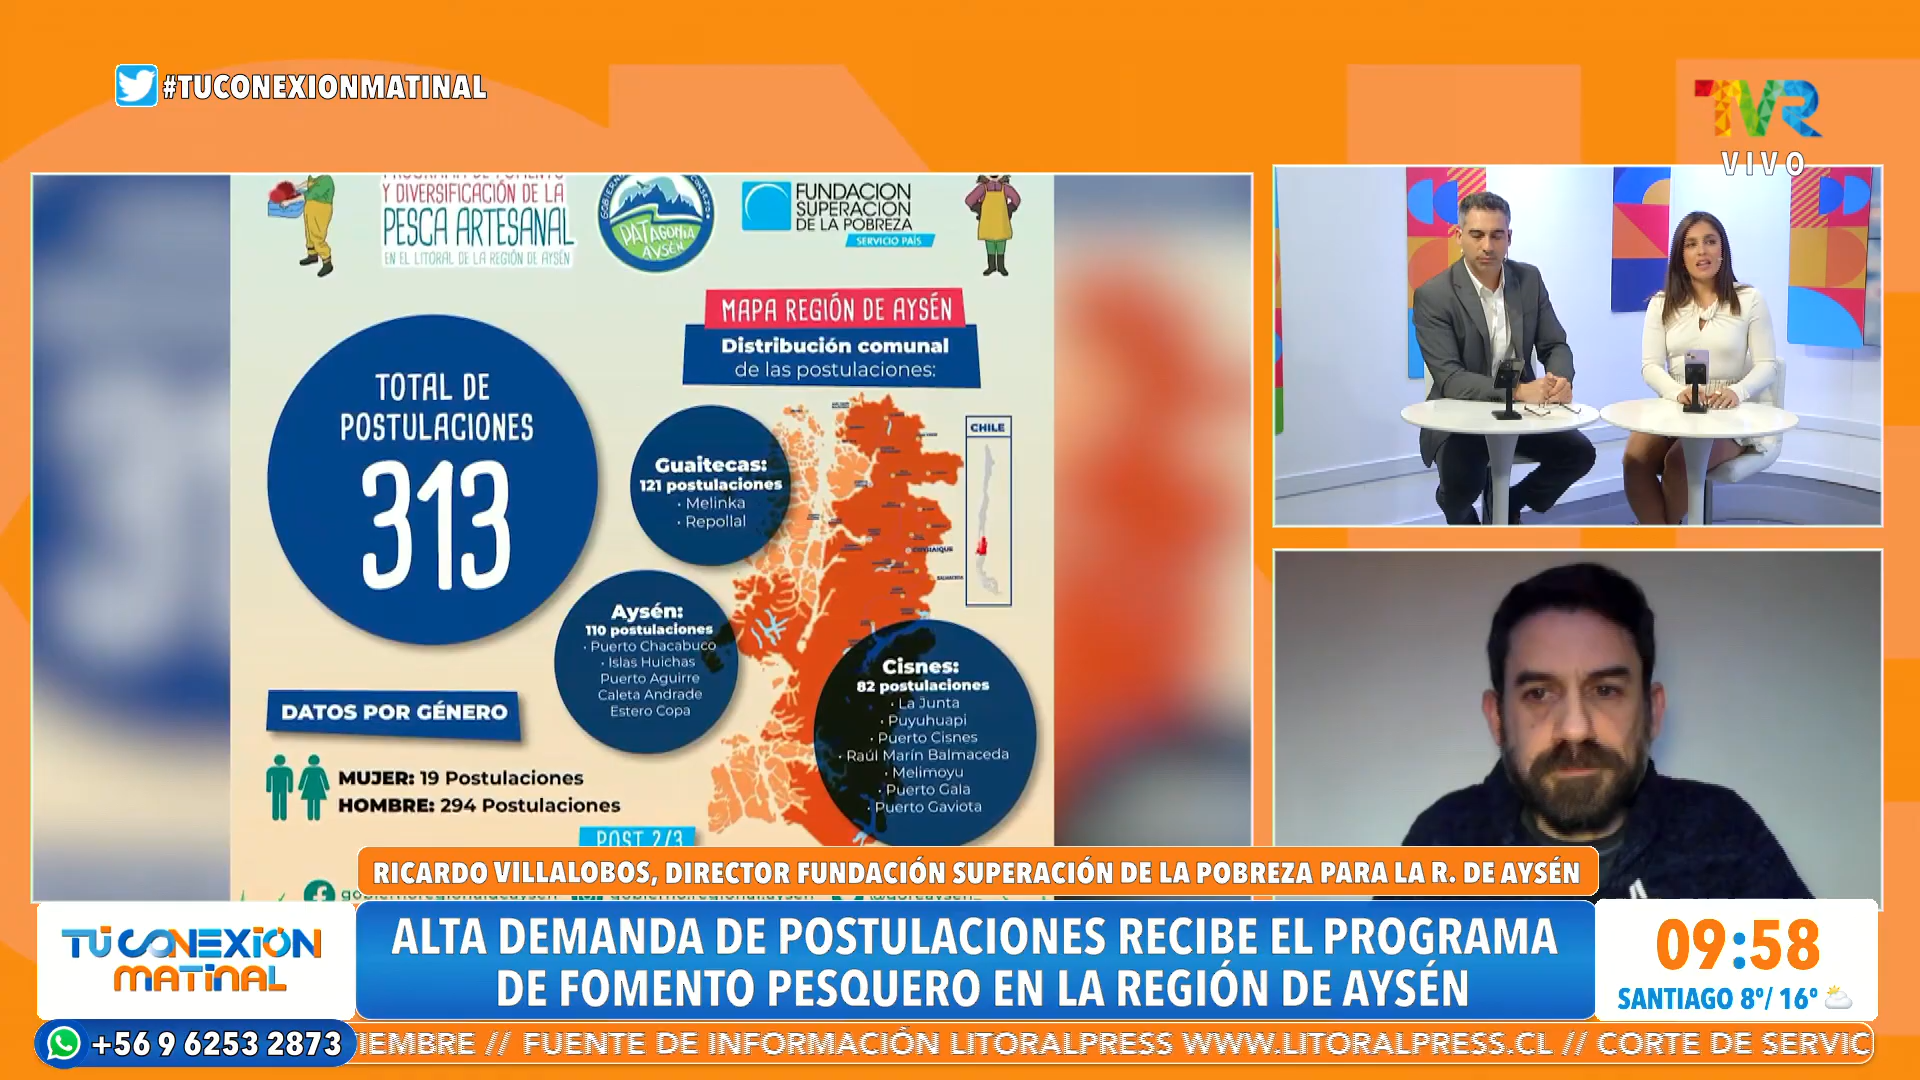 #TUCONEXIONMATINAL
TVR
VIVO
PROGRAMA DE FOMENTO
Y DIVERSIFICACIÓN DE LA
PESCA ARTESANAL
EN EL LITORAL DE LA REGIÓN DE AYSÉN
PATAGONIA
AYSÉN
FUNDACION
SUPERACION
DE LA POBREZA
SERVICIO PAÍS
MAPA REGIÓN DE AYSÉN
Distribución comunal
de las postulaciones:
TOTAL DE
POSTULACIONES
313
CHILE
Guaitecas:
121 postulaciones
• Melinka
• Repollal
Aysén:
110 postulaciones
• Puerto Chacabuco
• Islas Huichas
Puerto Aguirre
Caleta Andrade
Estero Copa
Cisnes:
82 postulaciones
• La Junta
• Puyuhuapi
• Puerto Cisnes
• Raúl Marín Balmaceda
• Melimoyu
• Puerto Gala
• Puerto Gaviota
DATOS POR GÉNERO
MUJER: 19 Postulaciones
HOMBRE: 294 Postulaciones
POST 2/3
RICARDO VILLALOBOS, DIRECTOR FUNDACIÓN SUPERACIÓN DE LA POBREZA PARA LA R. DE AYSÉN
TÚ CONEXIÓN
MATINAL
ALTA DEMANDA DE POSTULACIONES RECIBE EL PROGRAMA
DE FOMENTO PESQUERO EN LA REGIÓN DE AYSÉN
09:58
SANTIAGO 8º/ 16º
+56 9 6253 2873
IEMBRE // FUENTE DE INFORMACIÓN LITORALPRESS WWW.LITORALPRESS.CL // CORTE DE SERVIC